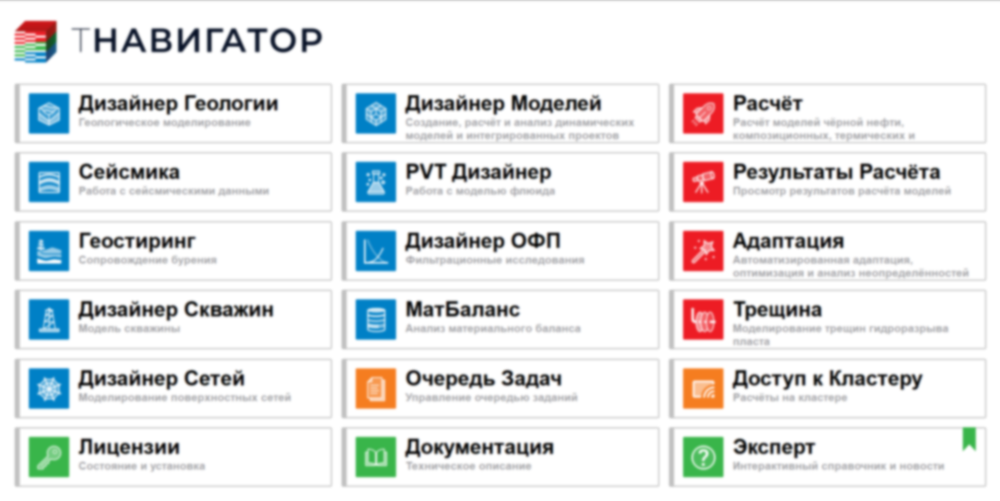 тНАВИГАТОР
Дизайнер Геологии
Геологическое моделирование
Дизайнер Моделей
Создание, расчёт и анализ динамических
моделей и интегрированных проектов
Расчёт
Расчёт моделей чёрной нефти,
композиционных, термических и
Сейсмика
Работа с сейсмическими данными
PVT Дизайнер
Работа с моделью флюида
Результаты Расчёта
Просмотр результатов расчёта моделей
Геостиринг
Сопровождение бурения
Дизайнер ОФП
Фильтрационные исследования
Адаптация
Автоматизированная адаптация,
оптимизация и анализ неопределённостей
Дизайнер Скважин
Модель скважины
МатБаланс
Анализ материального баланса
Трещина
Моделирование трещин гидроразрыва
пласта
Дизайнер Сетей
Моделирование поверхностных сетей
Очередь Задач
Управление очередью заданий
Доступ к Кластеру
Расчёты на кластере
Лицензии
Состояние и установка
Документация
Техническое описание
Эксперт
Интерактивный справочник и новости